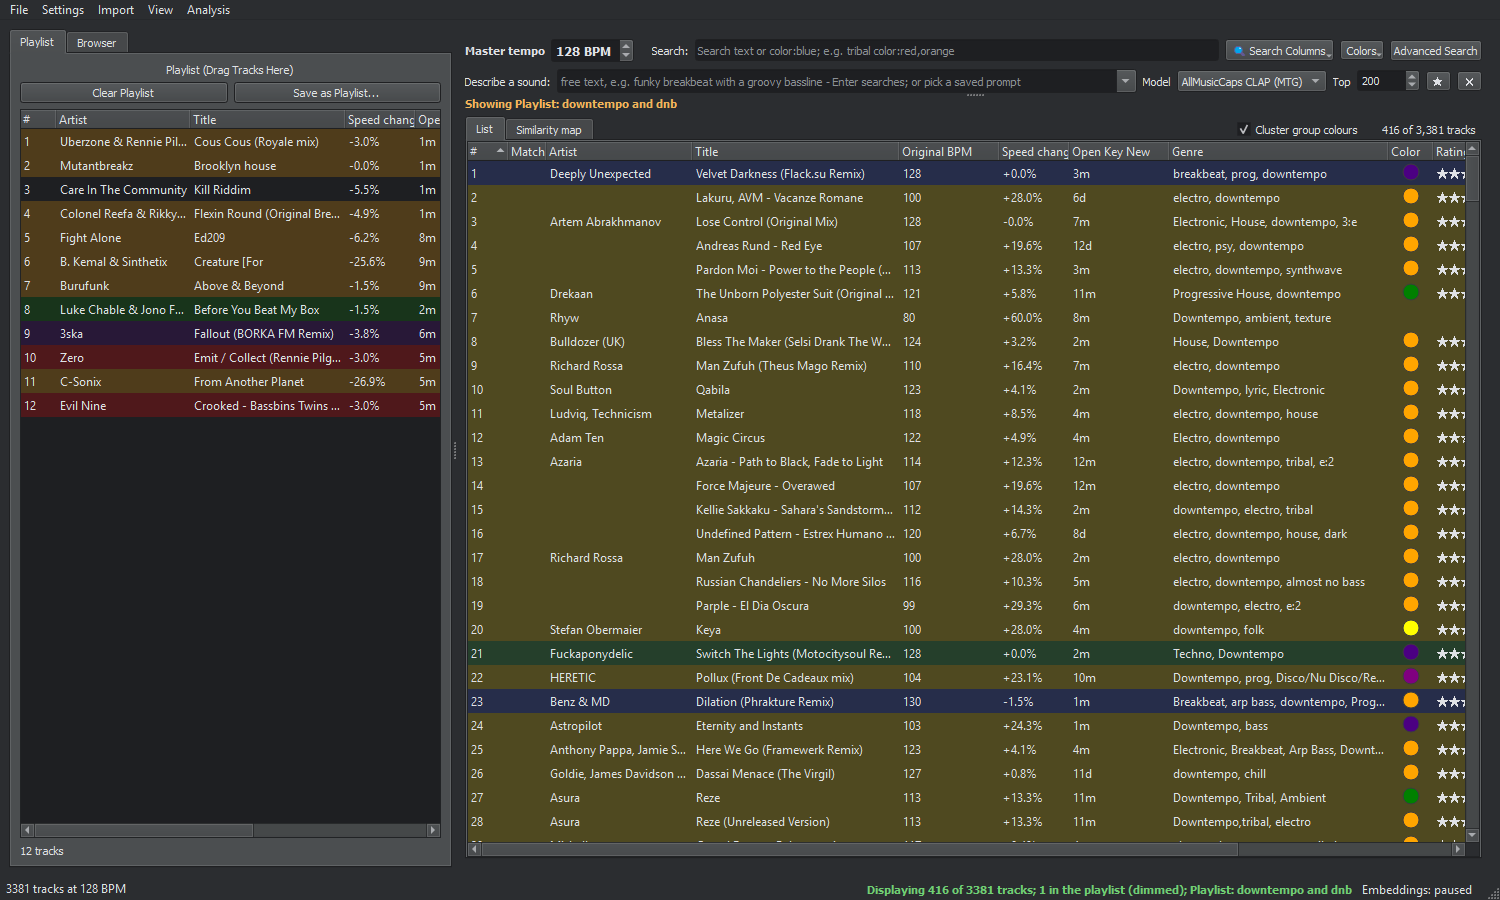 File Settings Import View Analysis
Playlist Browser
Playlist (Drag Tracks Here)
Clear Playlist Save as Playlist...
# Artist Title Speed chang Ope
1 Uberzone & Rennie Pil... Cous Cous (Royale mix) -3.0% 1m
2 Mutantbreakz Brooklyn house -0.0% 1m
3 Care In The Community Kill Riddim -5.5% 1m
4 Colonel Reefa & Rikky... Flexin Round (Original Bre... -4.9% 1m
5 Fight Alone Ed209 -6.2% 8m
6 B. Kemal & Sinthetix Creature [For -25.6% 9m
7 Burufunk Above & Beyond -1.5% 9m
8 Luke Chable & Jono F... Before You Beat My Box -1.5% 2m
9 3ska Fallout (BORKA FM Remix) -3.8% 6m
10 Zero Emit / Collect (Rennie Pilg... -3.0% 5m
11 C-Sonix From Another Planet -26.9% 5m
12 Evil Nine Crooked - Bassbins Twins ... -3.0% 5m
12 tracks
Master tempo 128 BPM Search: Search text or color:blue; e.g. tribal color:red,orange Search Columns Colors Advanced Search
Describe a sound: free text, e.g. funky breakbeat with a groovy bassline - Enter searches; or pick a saved prompt Model AllMusicCaps CLAP (MTG) Top 200
Showing Playlist: downtempo and dnb
List Similarity map Cluster group colours 416 of 3,381 tracks
# Match Artist Title Original BPM Speed chang Open Key New Genre Color Ratin
1 Deeply Unexpected Velvet Darkness (Flack.su Remix) 128 +0.0% 3m breakbeat, prog, downtempo
2 Lakuru, AVM - Vacanze Romane 100 +28.0% 6d electro, downtempo
3 Artem Abrakhmanov Lose Control (Original Mix) 128 -0.0% 7m Electronic, House, downtempo, 3:e
4 Andreas Rund - Red Eye 107 +19.6% 12d electro, psy, downtempo
5 Pardon Moi - Power to the People (... 113 +13.3% 3m electro, downtempo, synthwave
6 Drekaan The Unborn Polyester Suit (Original ... 121 +5.8% 11m Progressive House, downtempo
7 Rhyw Anasa 80 +60.0% 8m Downtempo, ambient, texture
8 Bulldozer (UK) Bless The Maker (Selsi Drank The W... 124 +3.2% 2m House, Downtempo
9 Richard Rossa Man Zufuh (Theus Mago Remix) 110 +16.4% 7m electro, downtempo
10 Soul Button Qabila 123 +4.1% 2m Downtempo, lyric, Electronic
11 Ludviq, Technicism Metalizer 118 +8.5% 4m electro, downtempo, house
12 Adam Ten Magic Circus 122 +4.9% 4m Electro, downtempo
13 Azaria Azaria - Path to Black, Fade to Light 114 +12.3% 12m electro, downtempo, tribal, e:2
14 Force Majeure - Overawed 107 +19.6% 12m electro, downtempo
15 Kellie Sakkaku - Sahara's Sandstorm... 112 +14.3% 2m downtempo, electro, tribal
16 Undefined Pattern - Estrex Humano ... 120 +6.7% 8d electro, downtempo, house, dark
17 Richard Rossa Man Zufuh 100 +28.0% 2m electro, downtempo
18 Russian Chandeliers - No More Silos 116 +10.3% 5m electro, downtempo, almost no bass
19 Parple - El Dia Oscura 99 +29.3% 6m downtempo, electro, e:2
20 Stefan Obermaier Keya 100 +28.0% 4m downtempo, folk
21 Fuckaponydelic Switch The Lights (Motocitysoul Re... 128 +0.0% 2m Techno, Downtempo
22 HERETIC Pollux (Front De Cadeaux mix) 104 +23.1% 10m Downtempo, prog, Disco/Nu Disco/Re...
23 Benz & MD Dilation (Phrakture Remix) 130 -1.5% 1m Breakbeat, arp bass, downtempo, Prog...
24 Astropilot Eternity and Instants 103 +24.3% 1m Downtempo, bass
25 Anthony Pappa, Jamie S... Here We Go (Framewerk Remix) 123 +4.1% 4m Electronic, Breakbeat, Arp Bass, Downt...
26 Goldie, James Davidson ... Dassai Menace (The Virgil) 127 +0.8% 11d downtempo, chill
27 Asura Reze 113 +13.3% 11m Downtempo, Tribal, Ambient
28 Asura Reze (Unreleased Version) 113 +13.3% 11m Downtempo,tribal, electro
3381 tracks at 128 BPM Displaying 416 of 3381 tracks; 1 in the playlist (dimmed); Playlist: downtempo and dnb Embeddings: paused